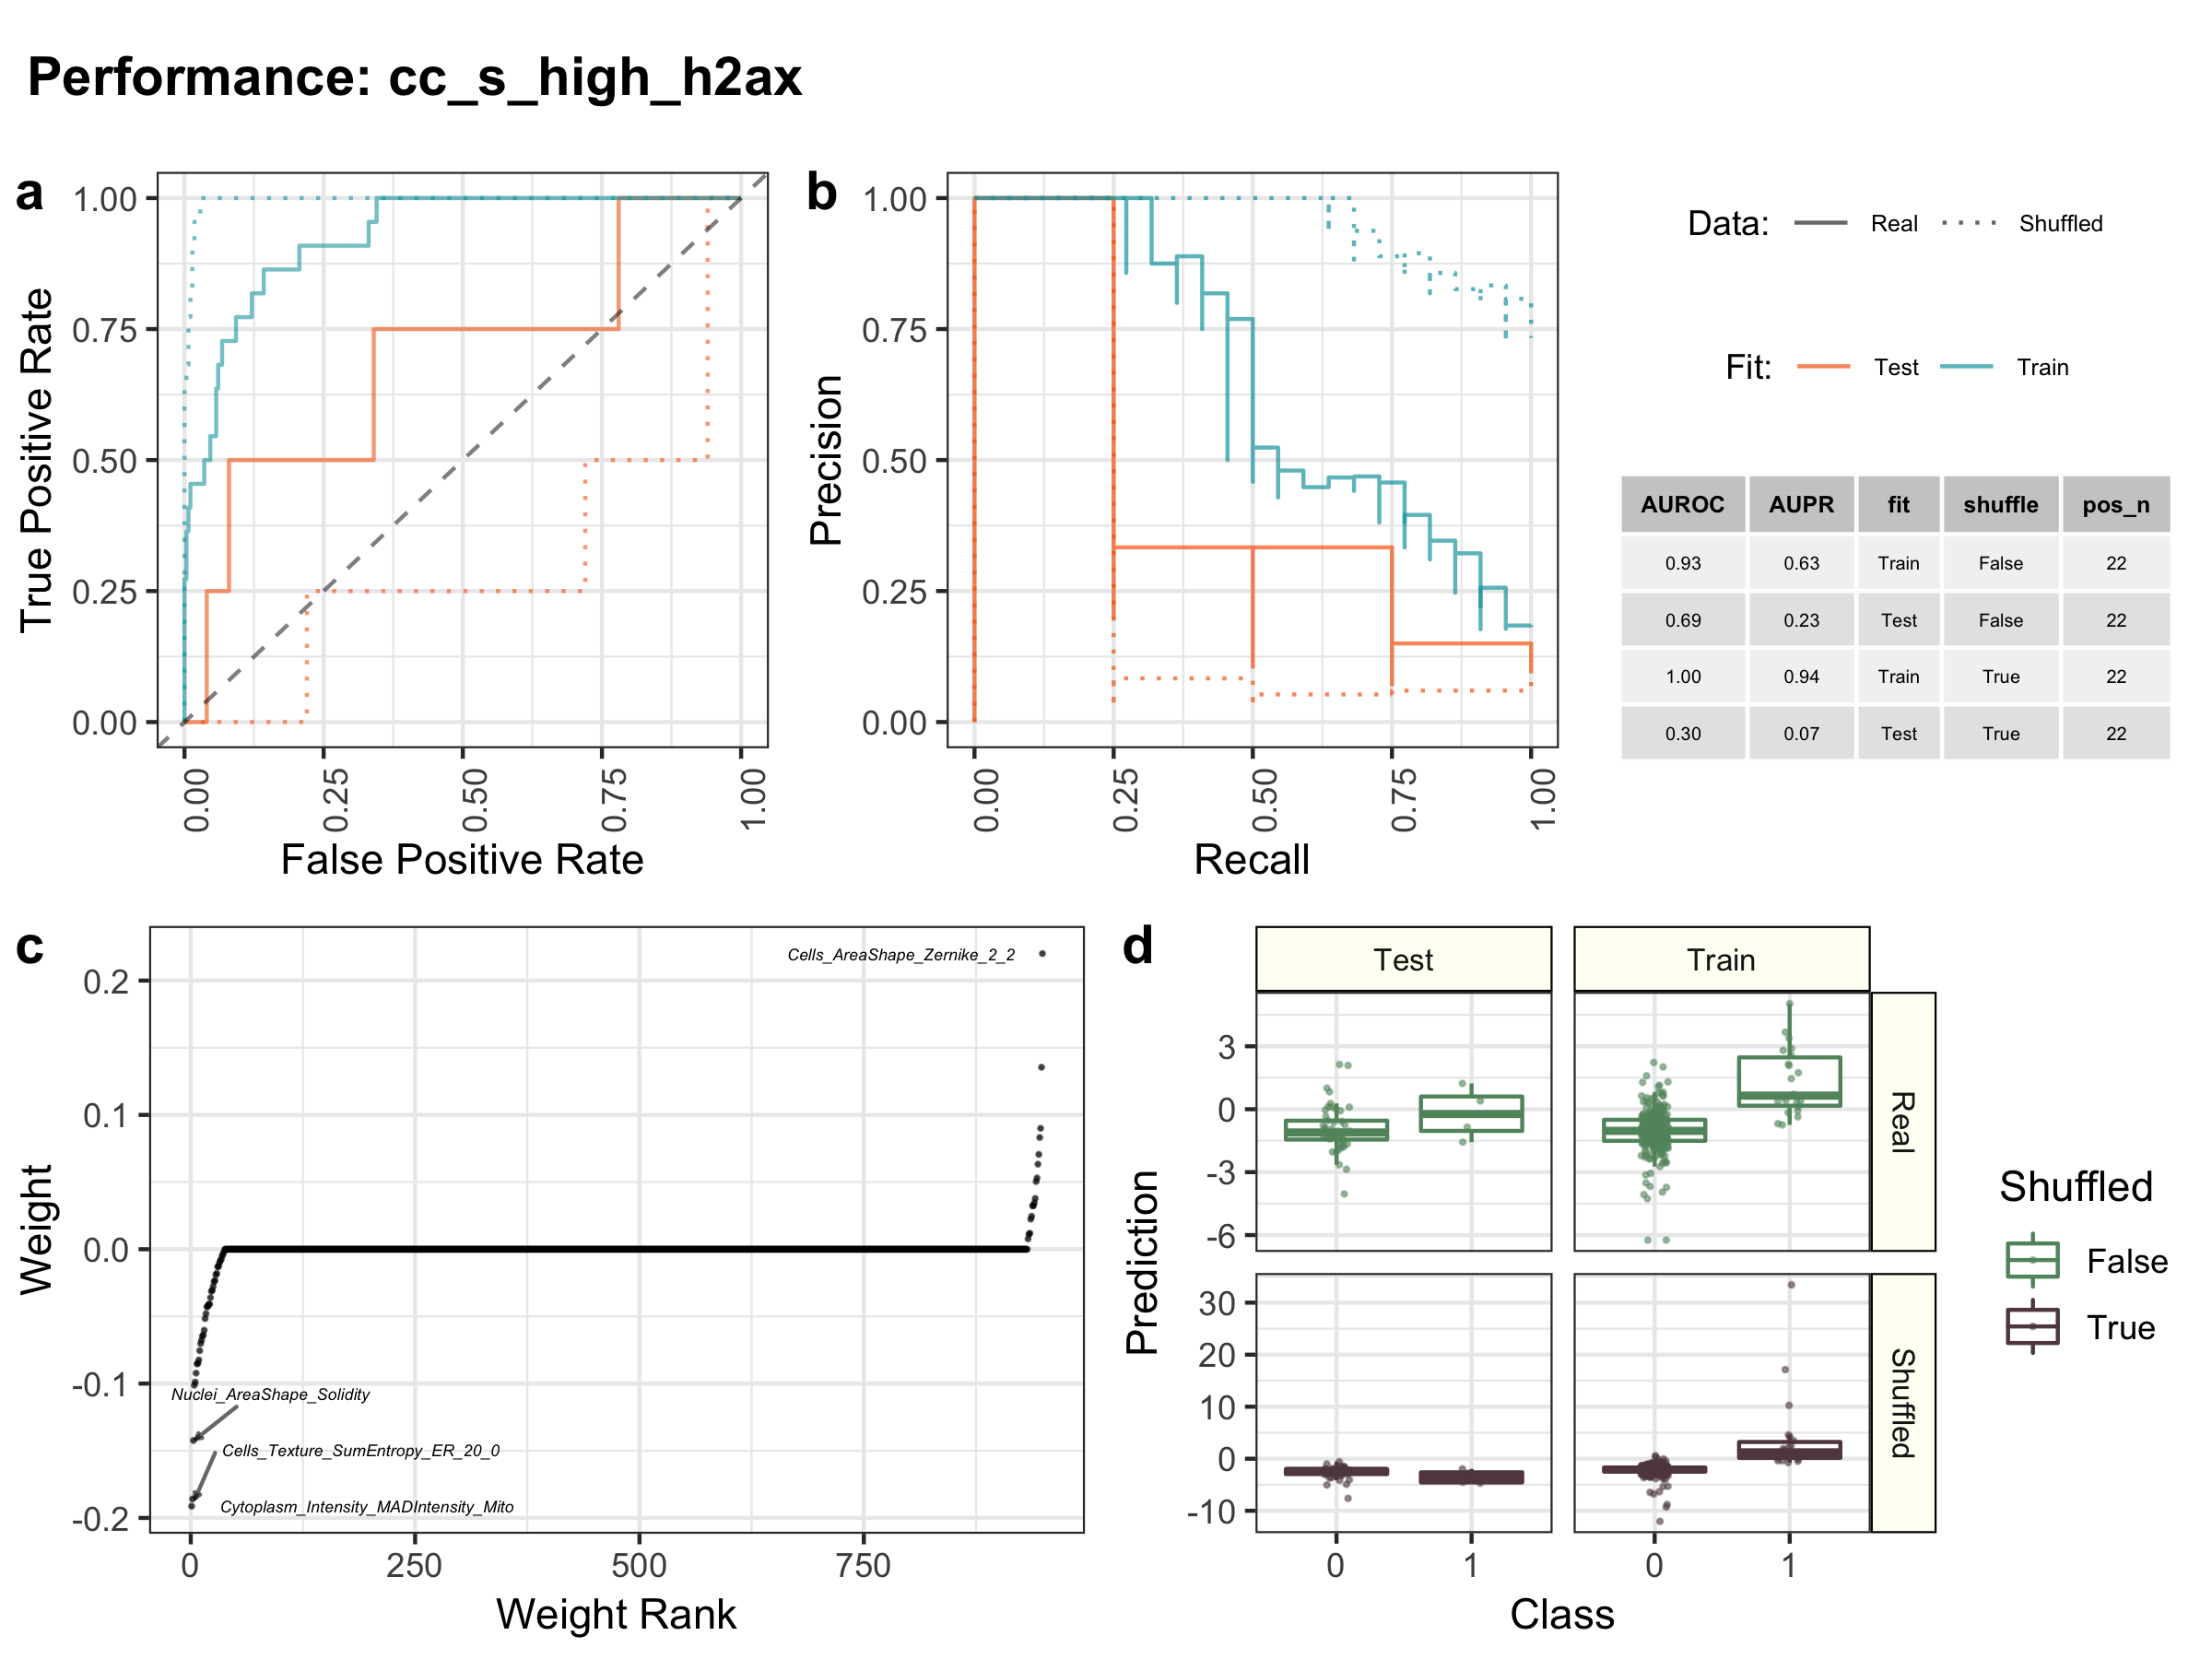 Performance: cc_s_high_h2ax
a
True Positive Rate
1.00
0.75
0.50
0.25
0.00
0.00 0.25 0.50 0.75 1.00
False Positive Rate
b
Precision
1.00
0.75
0.50
0.25
0.00
0.00 0.25 0.50 0.75 1.00
Recall
Data: Real Shuffled
Fit: Test Train
AUROC AUPR fit shuffle pos_n
0.93 0.63 Train False 22
0.69 0.23 Test False 22
1.00 0.94 Train True 22
0.30 0.07 Test True 22
c
Weight
0.2
0.1
0.0
-0.1
-0.2
Cells_AreaShape_Zernike_2_2
Nuclei_AreaShape_Solidity
Cells_Texture_SumEntropy_ER_20_0
Cytoplasm_Intensity_MADIntensity_Mito
0 250 500 750
Weight Rank
d
Test Train
Prediction
3
0
-3
-6
Real
30
20
10
0
-10
Shuffled
0 1 0 1
Class
Shuffled
False
True